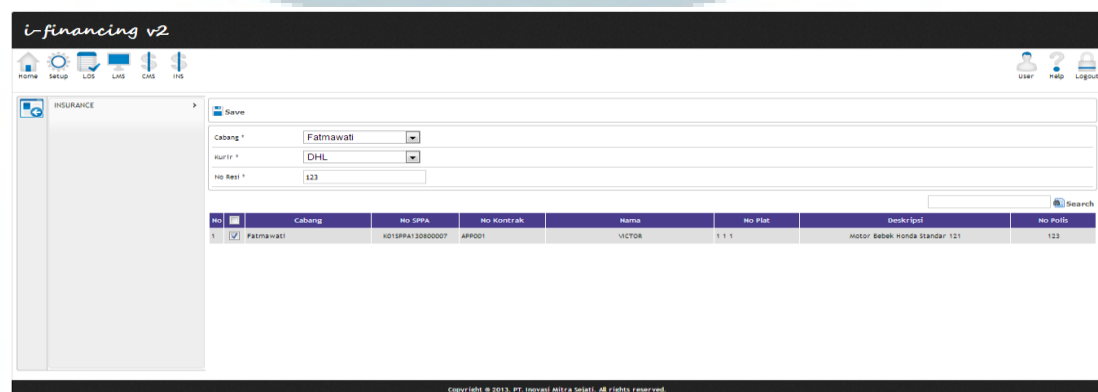 i-financing v2
Home Setup LOS LMS CMS INS User Help Logout
INSURANCE >
Save
Cabang * Fatmawati
Kurir * DHL
No Resi * 123
Search
No Cabang No SPPA No Kontrak Nama No Plat Deskripsi No Polis
1 Fatmawati K01SPPA130800007 APP001 VICTOR 1 1 1 Motor Bebek Honda Standar 121 123
Copyright © 2013. PT. Inovasi Mitra Sejati. All rights reserved.